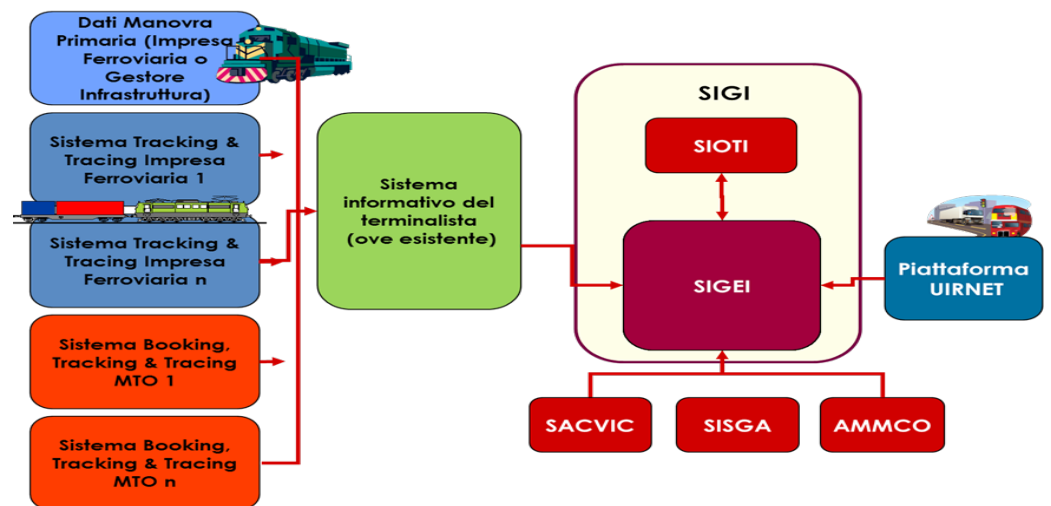 Dati Manovra
Primaria (Impresa
Ferroviaria o
Gestore
Infrastruttura)
Sistema Tracking &
Tracing Impresa
Ferroviaria 1
Sistema Tracking &
Tracing Impresa
Ferroviaria n
Sistema Booking,
Tracking & Tracing
MTO 1
Sistema Booking,
Tracking & Tracing
MTO n
Sistema
informativo del
terminalista
(ove esistente)
SIGI
SIOTI
SIGEI
Piattaforma
UIRNET
SACVIC
SISGA
AMMCO